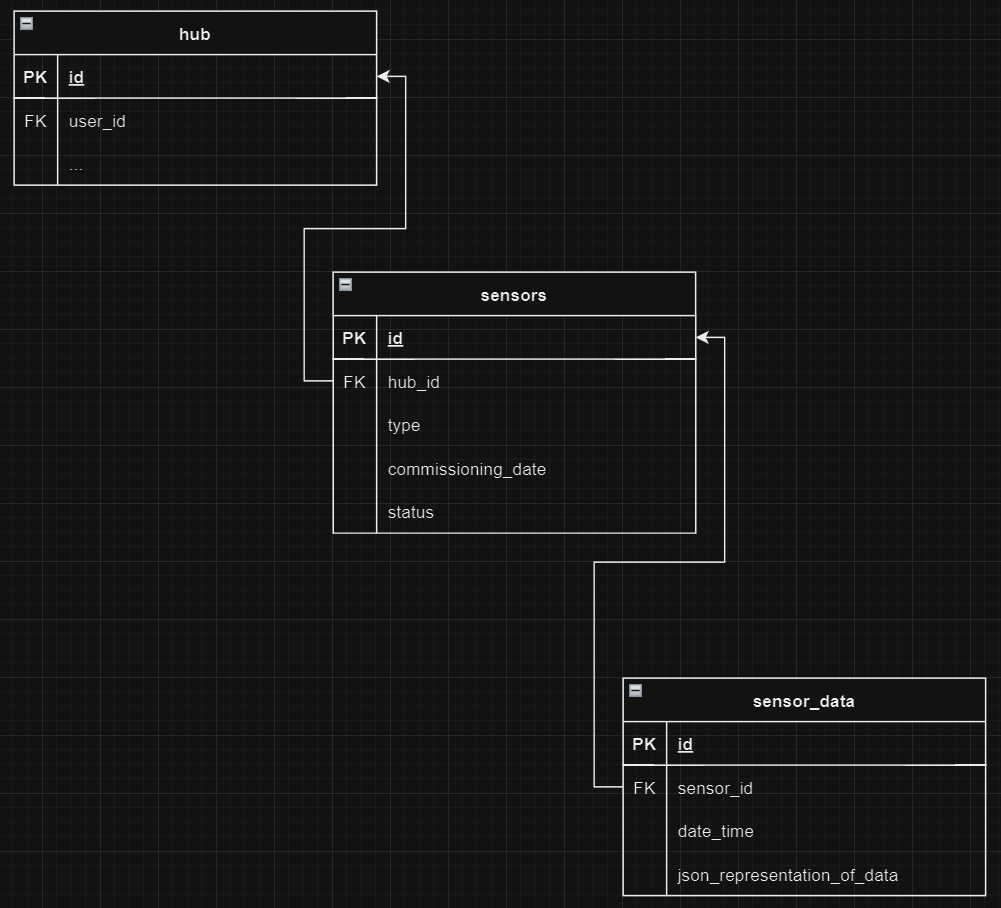 hub
PK id
FK user_id
...
sensors
PK id
FK hub_id
type
commissioning_date
status
sensor_data
PK id
FK sensor_id
date_time
json_representation_of_data